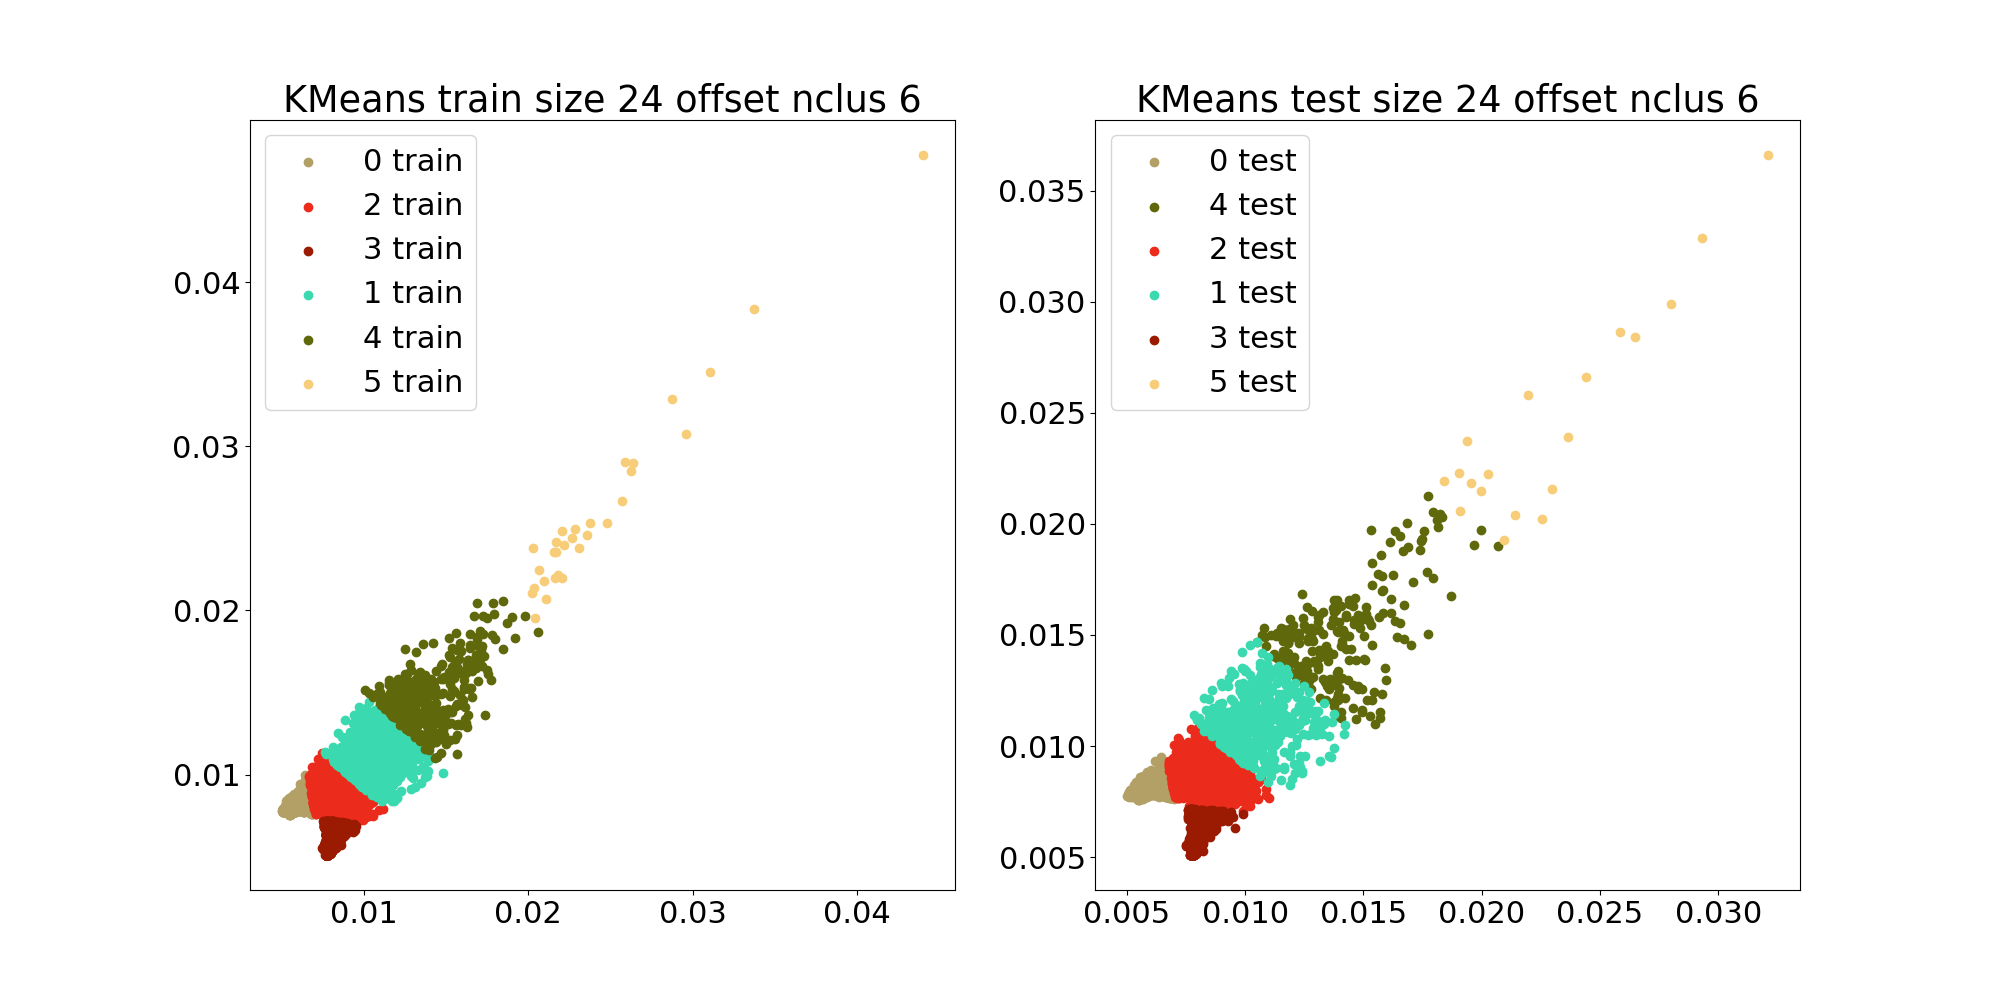 KMeans train size 24 offset nclus 6
0 train
2 train
3 train
1 train
4 train
5 train
0.04
0.03
0.02
0.01
0.01 0.02 0.03 0.04
KMeans test size 24 offset nclus 6
0 test
4 test
2 test
1 test
3 test
5 test
0.035
0.030
0.025
0.020
0.015
0.010
0.005
0.005 0.010 0.015 0.020 0.025 0.030